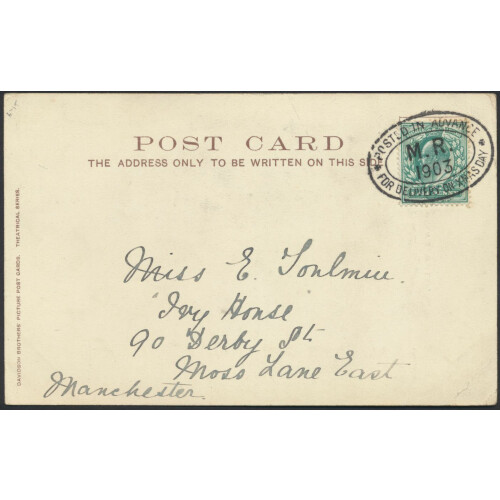 POST CARD
THE ADDRESS ONLY TO BE WRITTEN ON THIS SI
POSTED IN ADVANCE
M.R.
1903
FOR DELIVERY ON XMAS DAY
Miss E. Toulmin
Ivy House
90 Derby St.
Moss Lane East
Manchester.
DAVIDSON BROTHERS' PICTURE POST CARDS. THEATRICAL SERIES.